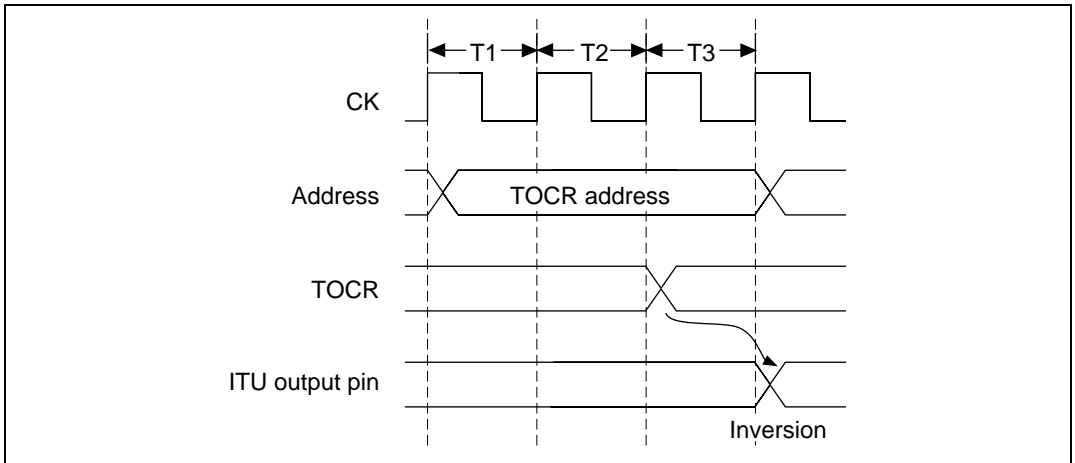 T1 T2 T3
CK
Address TOCR address
TOCR
ITU output pin
Inversion